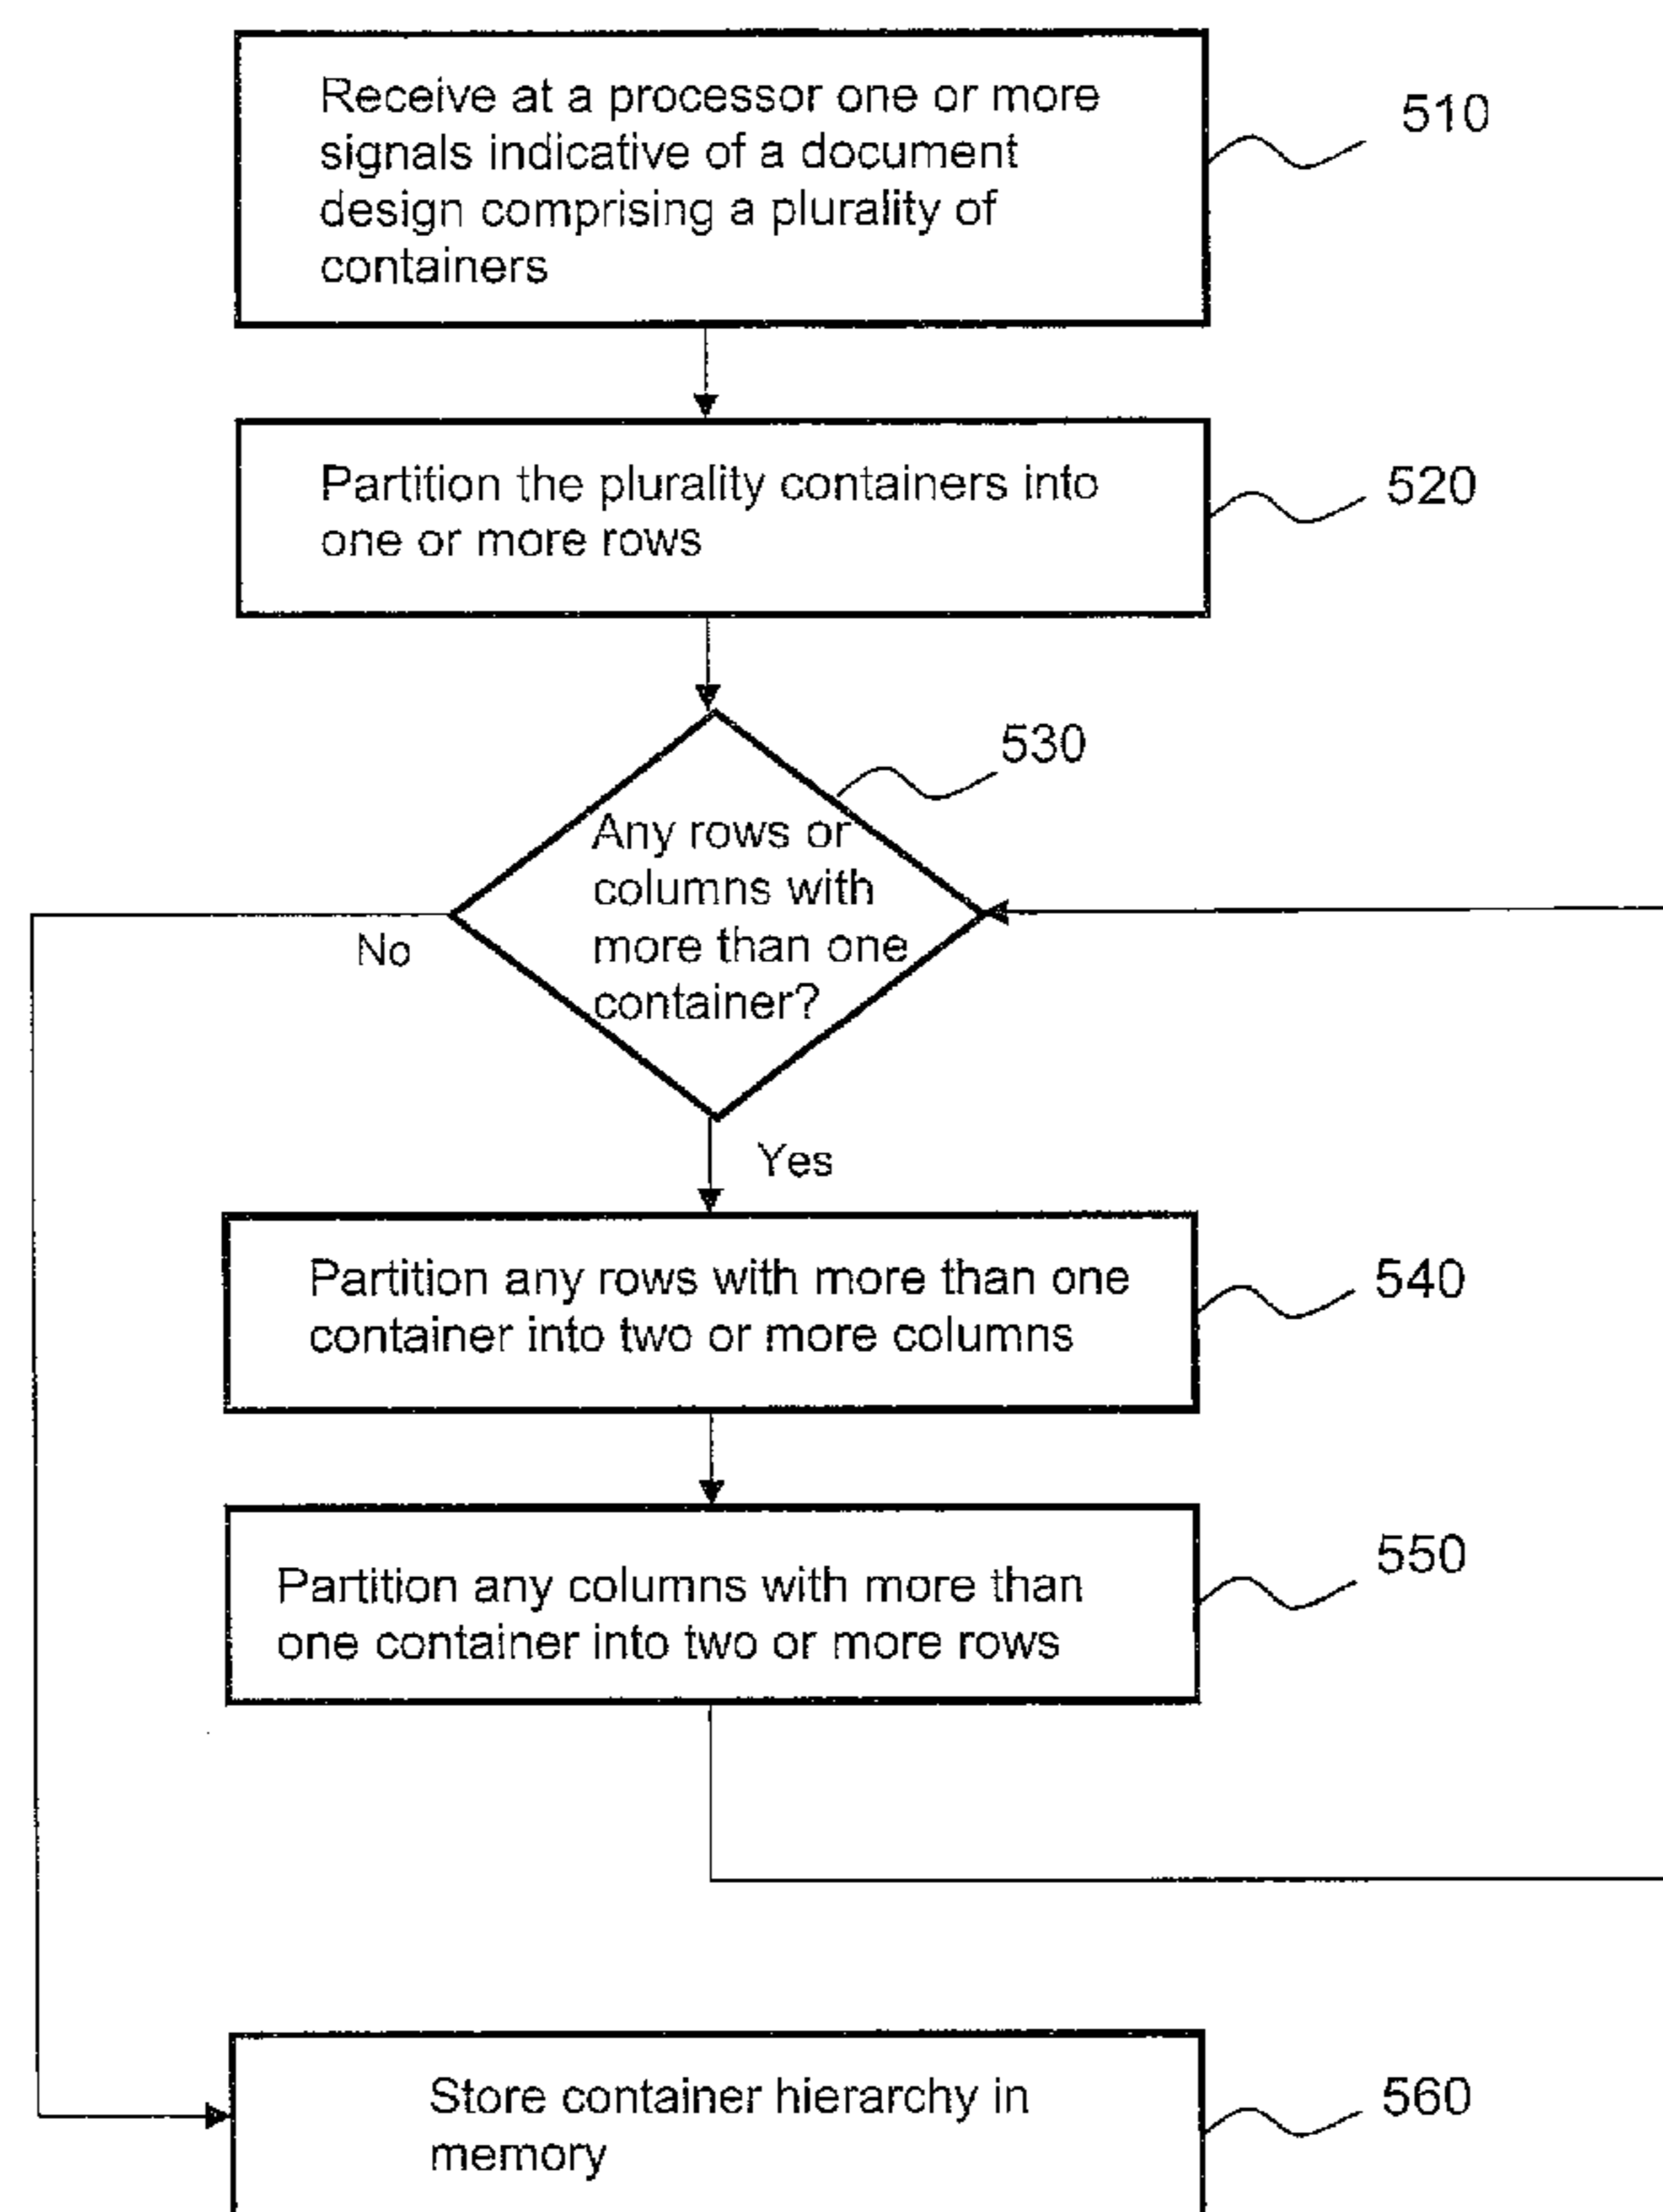 Receive at a processor one or more
signals indicative of a document
design comprising a plurality of
containers
510
Partition the plurality containers into
one or more rows
520
530
Any rows or
columns with
more than one
container?
No
Yes
Partition any rows with more than one
container into two or more columns
540
Partition any columns with more than
one container into two or more rows
550
Store container hierarchy in
memory
560